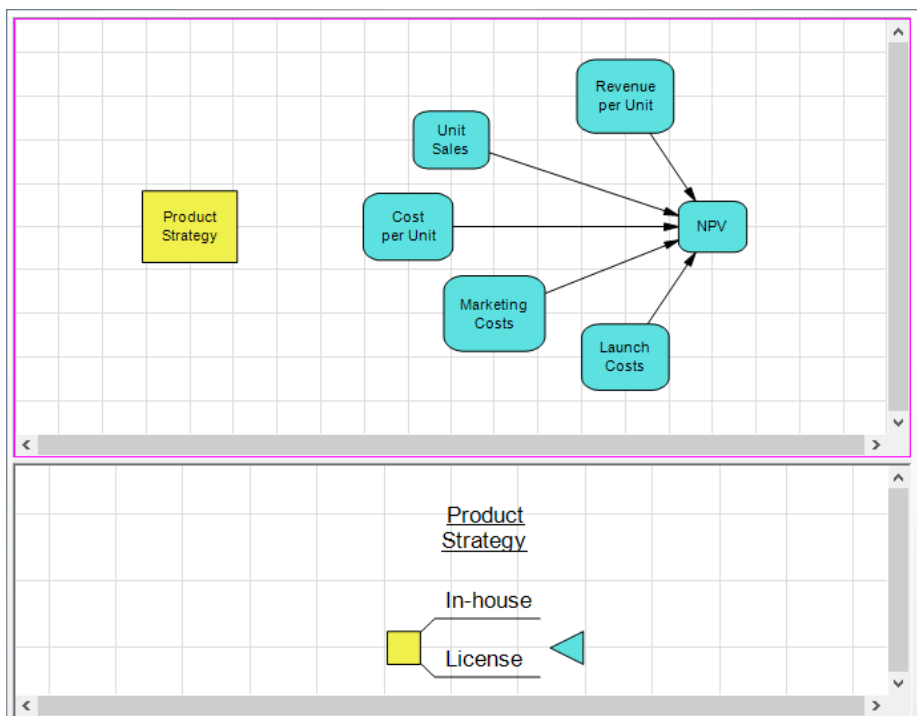 Revenue
per Unit
Unit
Sales
Product
Strategy
Cost
per Unit
NPV
Marketing
Costs
Launch
Costs
Product
Strategy
In-house
License